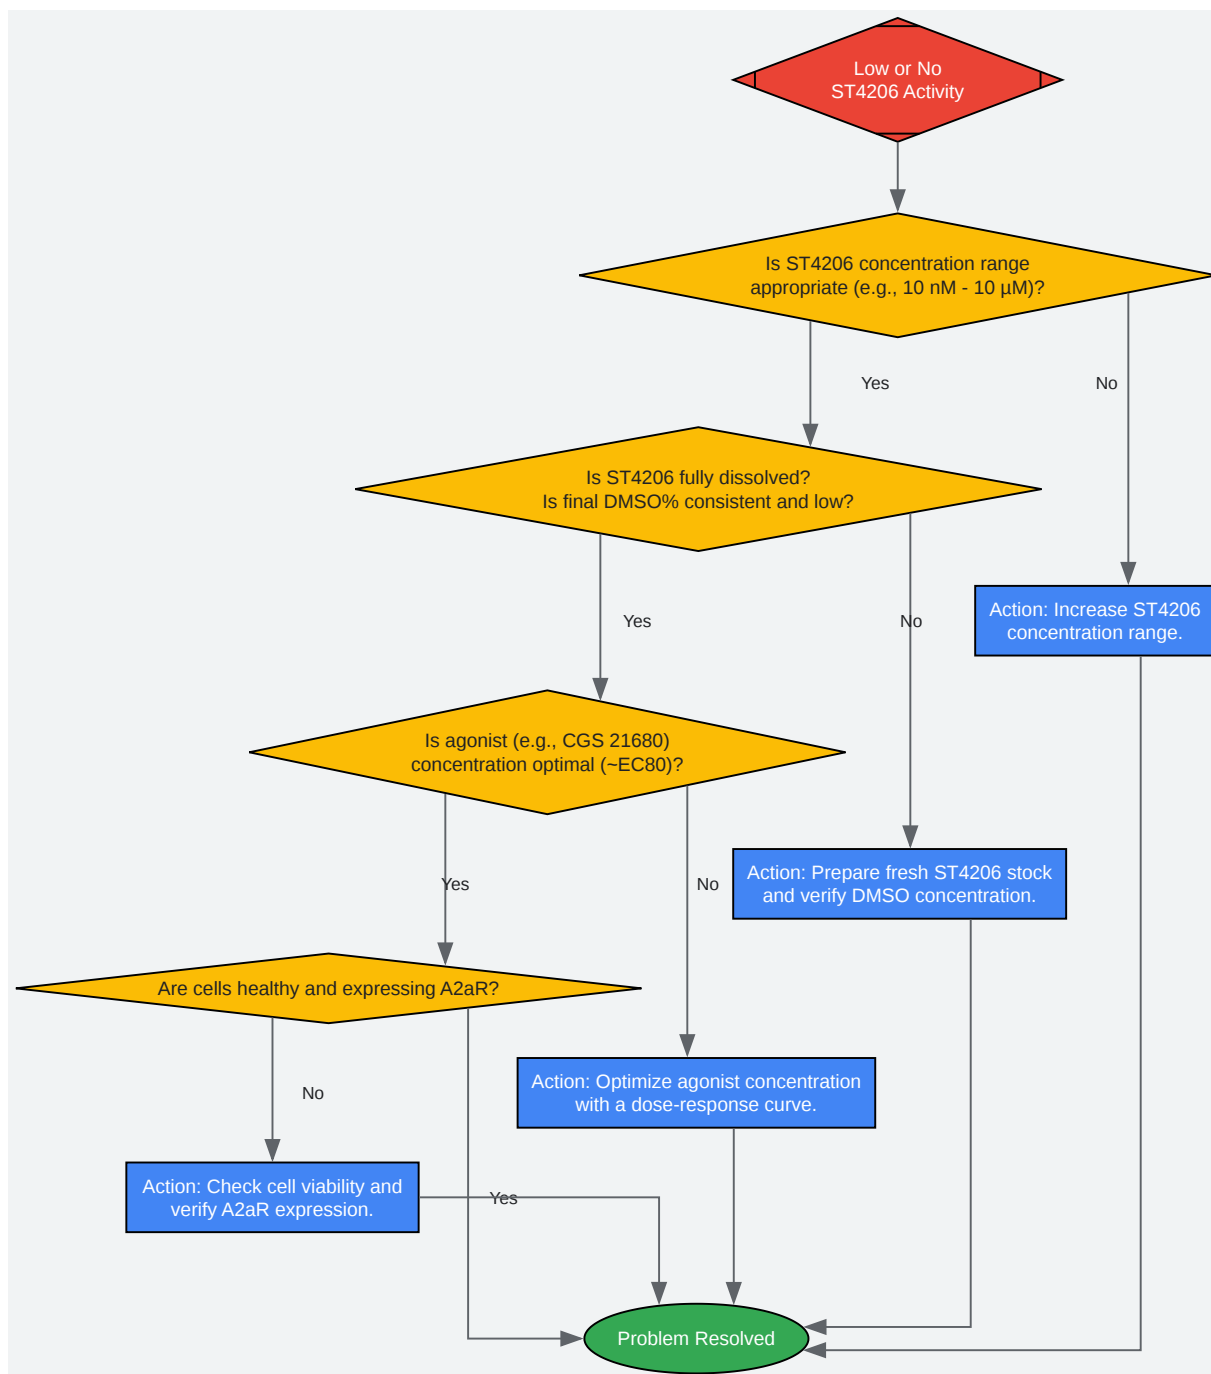 Low or No
ST4206 Activity
Is ST4206 concentration range
appropriate (e.g., 10 nM - 10 µM)?
Yes
No
Is ST4206 fully dissolved?
Is final DMSO% consistent and low?
Yes
No
Action: Increase ST4206
concentration range.
Is agonist (e.g., CGS 21680)
concentration optimal (~EC80)?
Yes
No
Action: Prepare fresh ST4206 stock
and verify DMSO concentration.
Are cells healthy and expressing A2aR?
No
Action: Optimize agonist concentration
with a dose-response curve.
Action: Check cell viability and
verify A2aR expression.
Yes
Problem Resolved